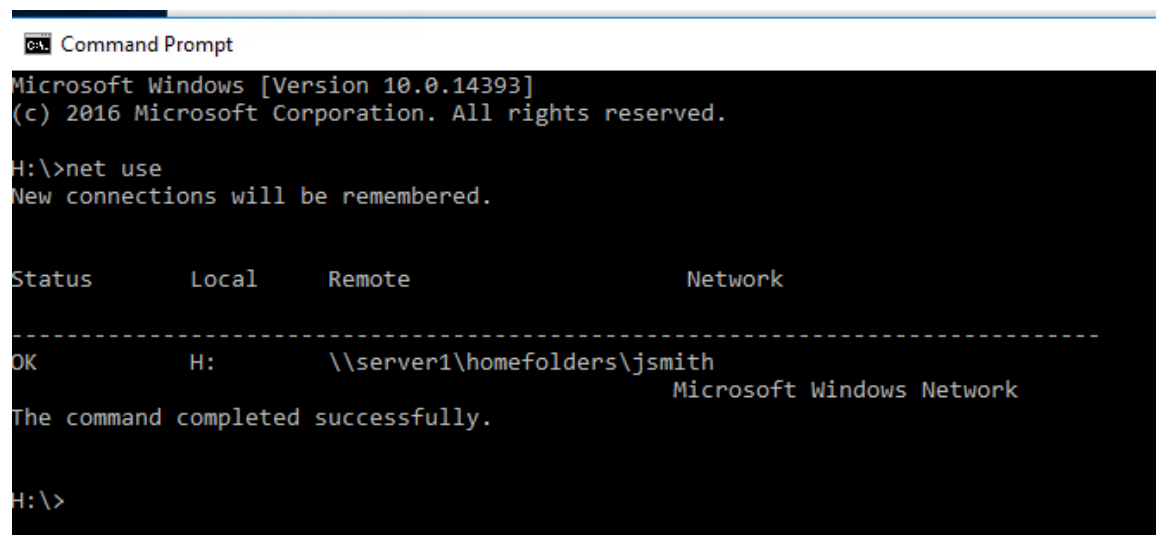 Command Prompt
Microsoft Windows [Version 10.0.14393]
(c) 2016 Microsoft Corporation. All rights reserved.
H:\>net use
New connections will be remembered.
Status Local Remote Network
-------------------------------------------------------------------------------
OK H: \\server1\homefolders\jsmith
Microsoft Windows Network
The command completed successfully.
H:\>